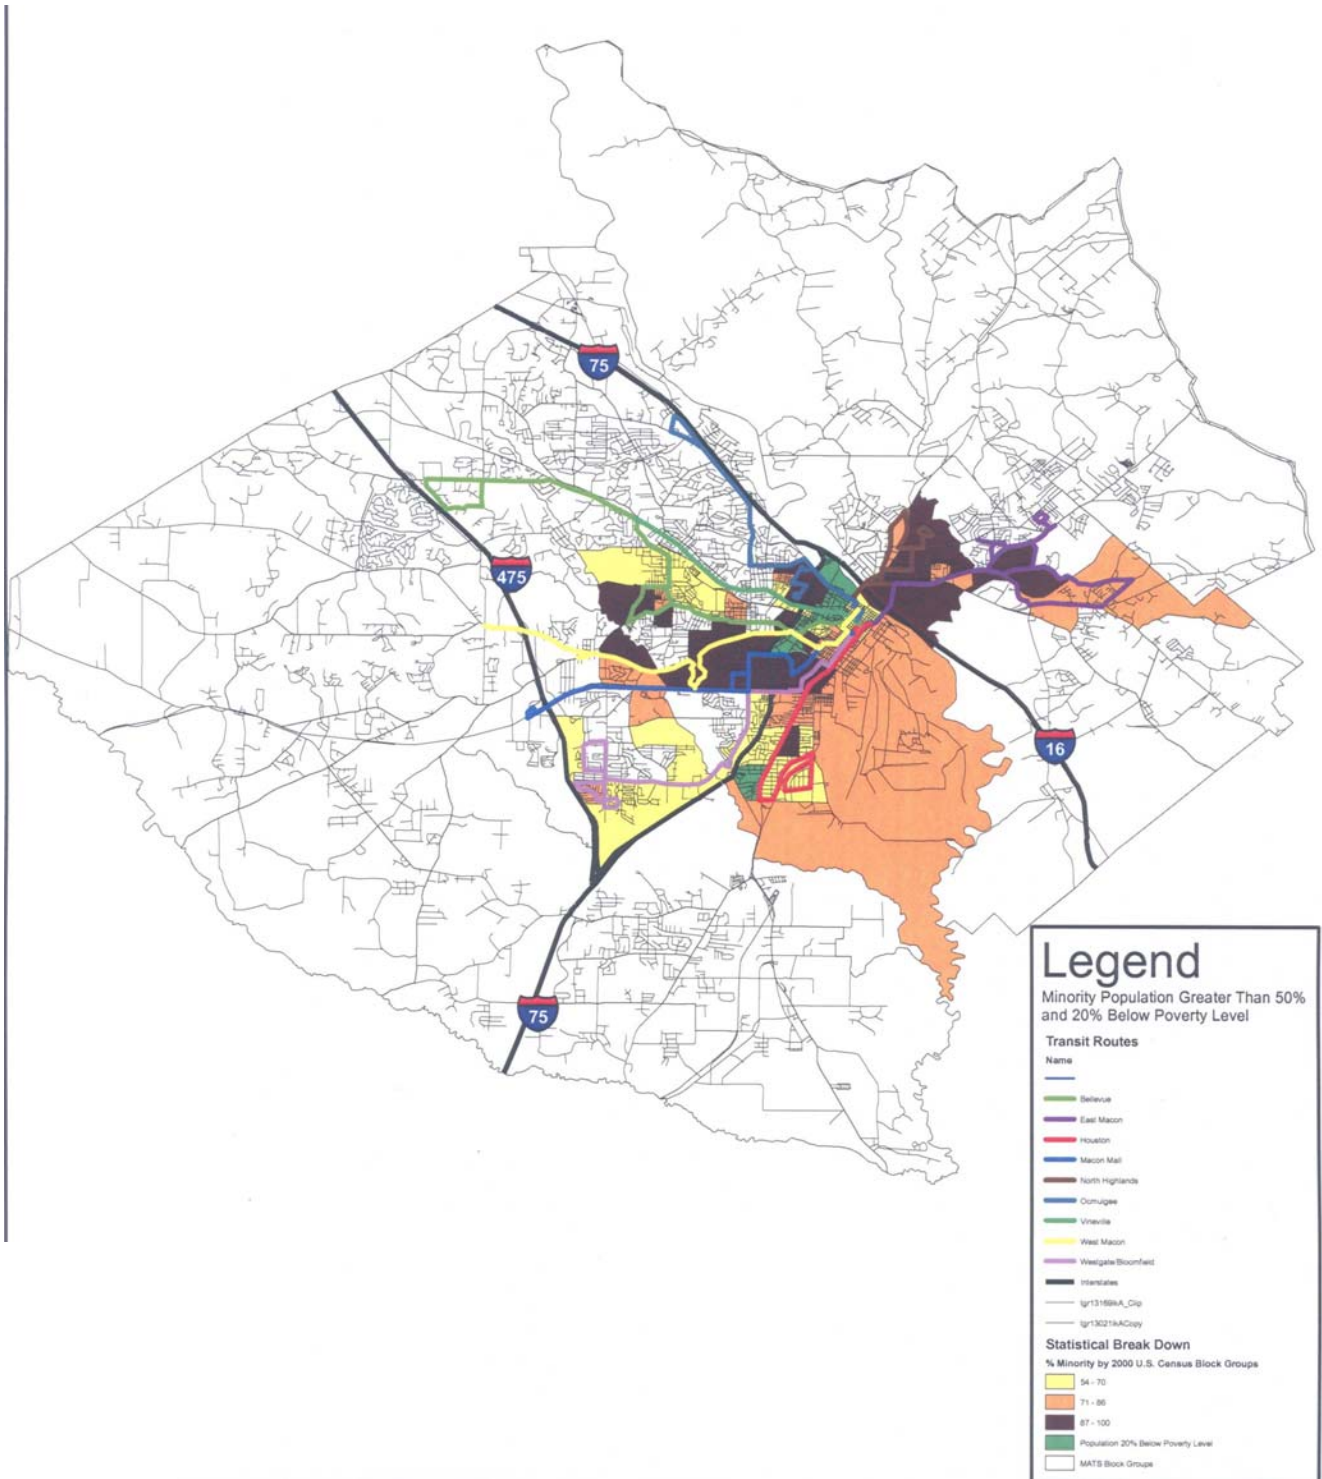 75
475
16
75
Legend
Minority Population Greater Than 50%
and 20% Below Poverty Level
Transit Routes
Name
Bellevue
East Macon
Houston
Macon Mall
North Highlands
Ocmulgee
Vineville
West Macon
Westgate/Bloomfield
Interstates
tgr13169lkA_Clip
tgr13021lkACopy
Statistical Break Down
% Minority by 2000 U.S. Census Block Groups
54 - 70
71 - 86
87 - 100
Population 20% Below Poverty Level
MATS Block Groups